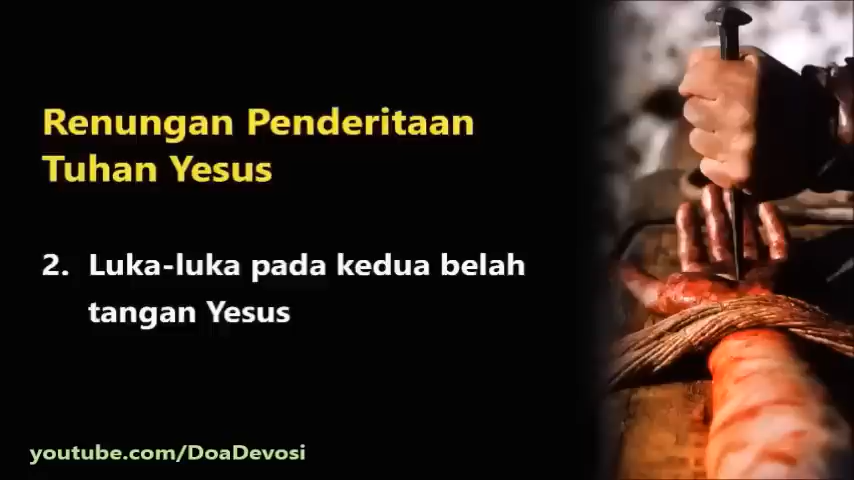 Renungan Penderitaan
Tuhan Yesus
2. Luka-luka pada kedua belah
tangan Yesus
youtube.com/DoaDevosi